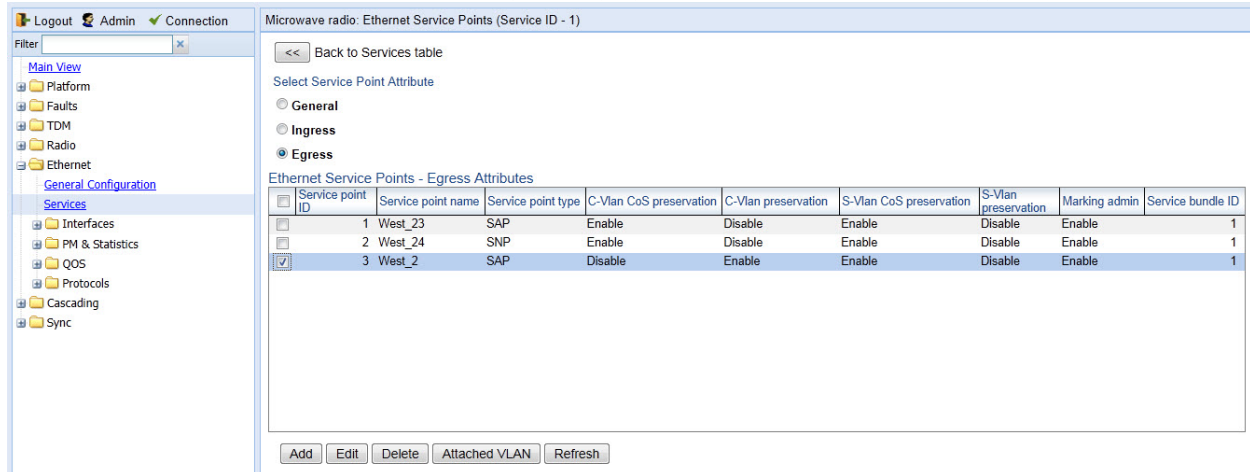 Logout Admin Connection
Filter
Main View
Platform
Faults
TDM
Radio
Ethernet
General Configuration
Services
Interfaces
PM & Statistics
QOS
Protocols
Cascading
Sync
Microwave radio: Ethernet Service Points (Service ID - 1)
<< Back to Services table
Select Service Point Attribute
General
Ingress
Egress
Ethernet Service Points - Egress Attributes
Service point ID Service point name Service point type C-Vlan CoS preservation C-Vlan preservation S-Vlan CoS preservation S-Vlan preservation Marking admin Service bundle ID
1 West_23 SAP Enable Disable Enable Disable Enable 1
2 West_24 SNP Enable Disable Enable Disable Enable 1
3 West_2 SAP Disable Enable Enable Disable Enable 1
Add Edit Delete Attached VLAN Refresh